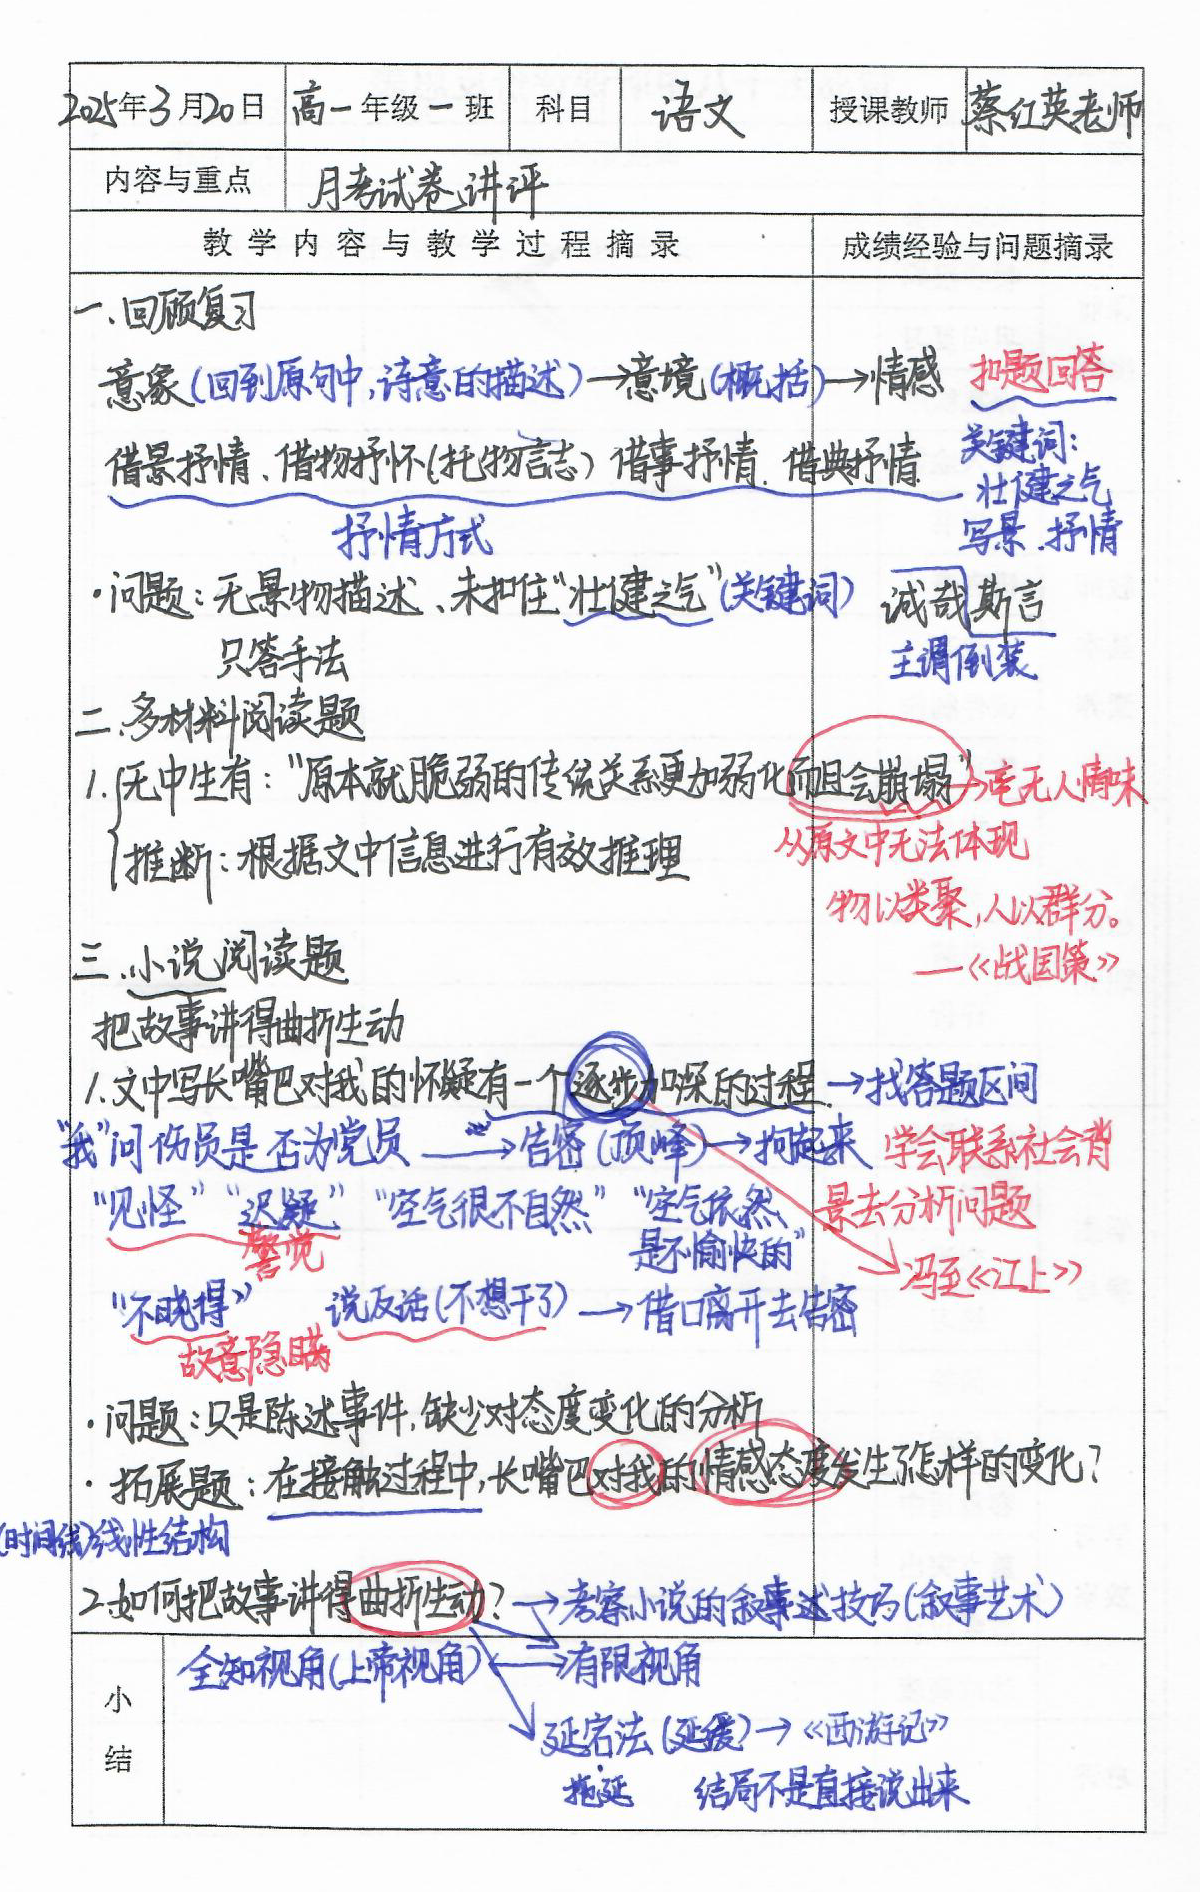 2025年3月20日 高一年级一班 科目 语文 授课教师 蔡红英老师
内容与重点 月考试卷讲评
教学内容与教学过程摘录 成绩经验与问题摘录
一.回顾复习
意象(回到原句中,诗意的描述)→意境(概括)→情感 扣题回答
借景抒情、借物抒怀(托物言志) 借事抒情.借典抒情 关键词:
壮健之气
抒情方式 写景.抒情
·问题:无景物描述、未扣住“壮健之气”(关键词) 诚哉斯言
只答手法 主谓倒装
二.多材料阅读题
1.无中生有:“原本就脆弱的传统关系更加弱化而且会崩塌”→毫无人情味
从原文中无法体现
推断:根据文中信息进行有效推理
物以类聚,人以群分。
—《战国策》
三.小说阅读题
把故事讲得曲折生动
1.文中写长嘴巴对我的怀疑有一个逐步加深的过程.→找答题区间
“我”问伤员是否为党员→告密(顶峰)→拘起来 学会联系社会背
“见怪”“迟疑”“空气很不自然”“空气依然 景去分析问题
警觉 是不愉快的” 冯至《江上》
“不晓得” 说反话(不想干了)→借口离开去告密
故意隐瞒
·问题:只是陈述事件,缺少对态度变化的分析
·拓展题:在接触过程中,长嘴巴对我的情感态度发生了怎样的变化?
(时间线)线性结构
2.如何把故事讲得曲折生动?→考察小说的叙事述技巧(叙事艺术)
小结
全知视角(上帝视角)←→有限视角
延宕法(延缓)→《西游记》
拖延 结局不是直接说出来